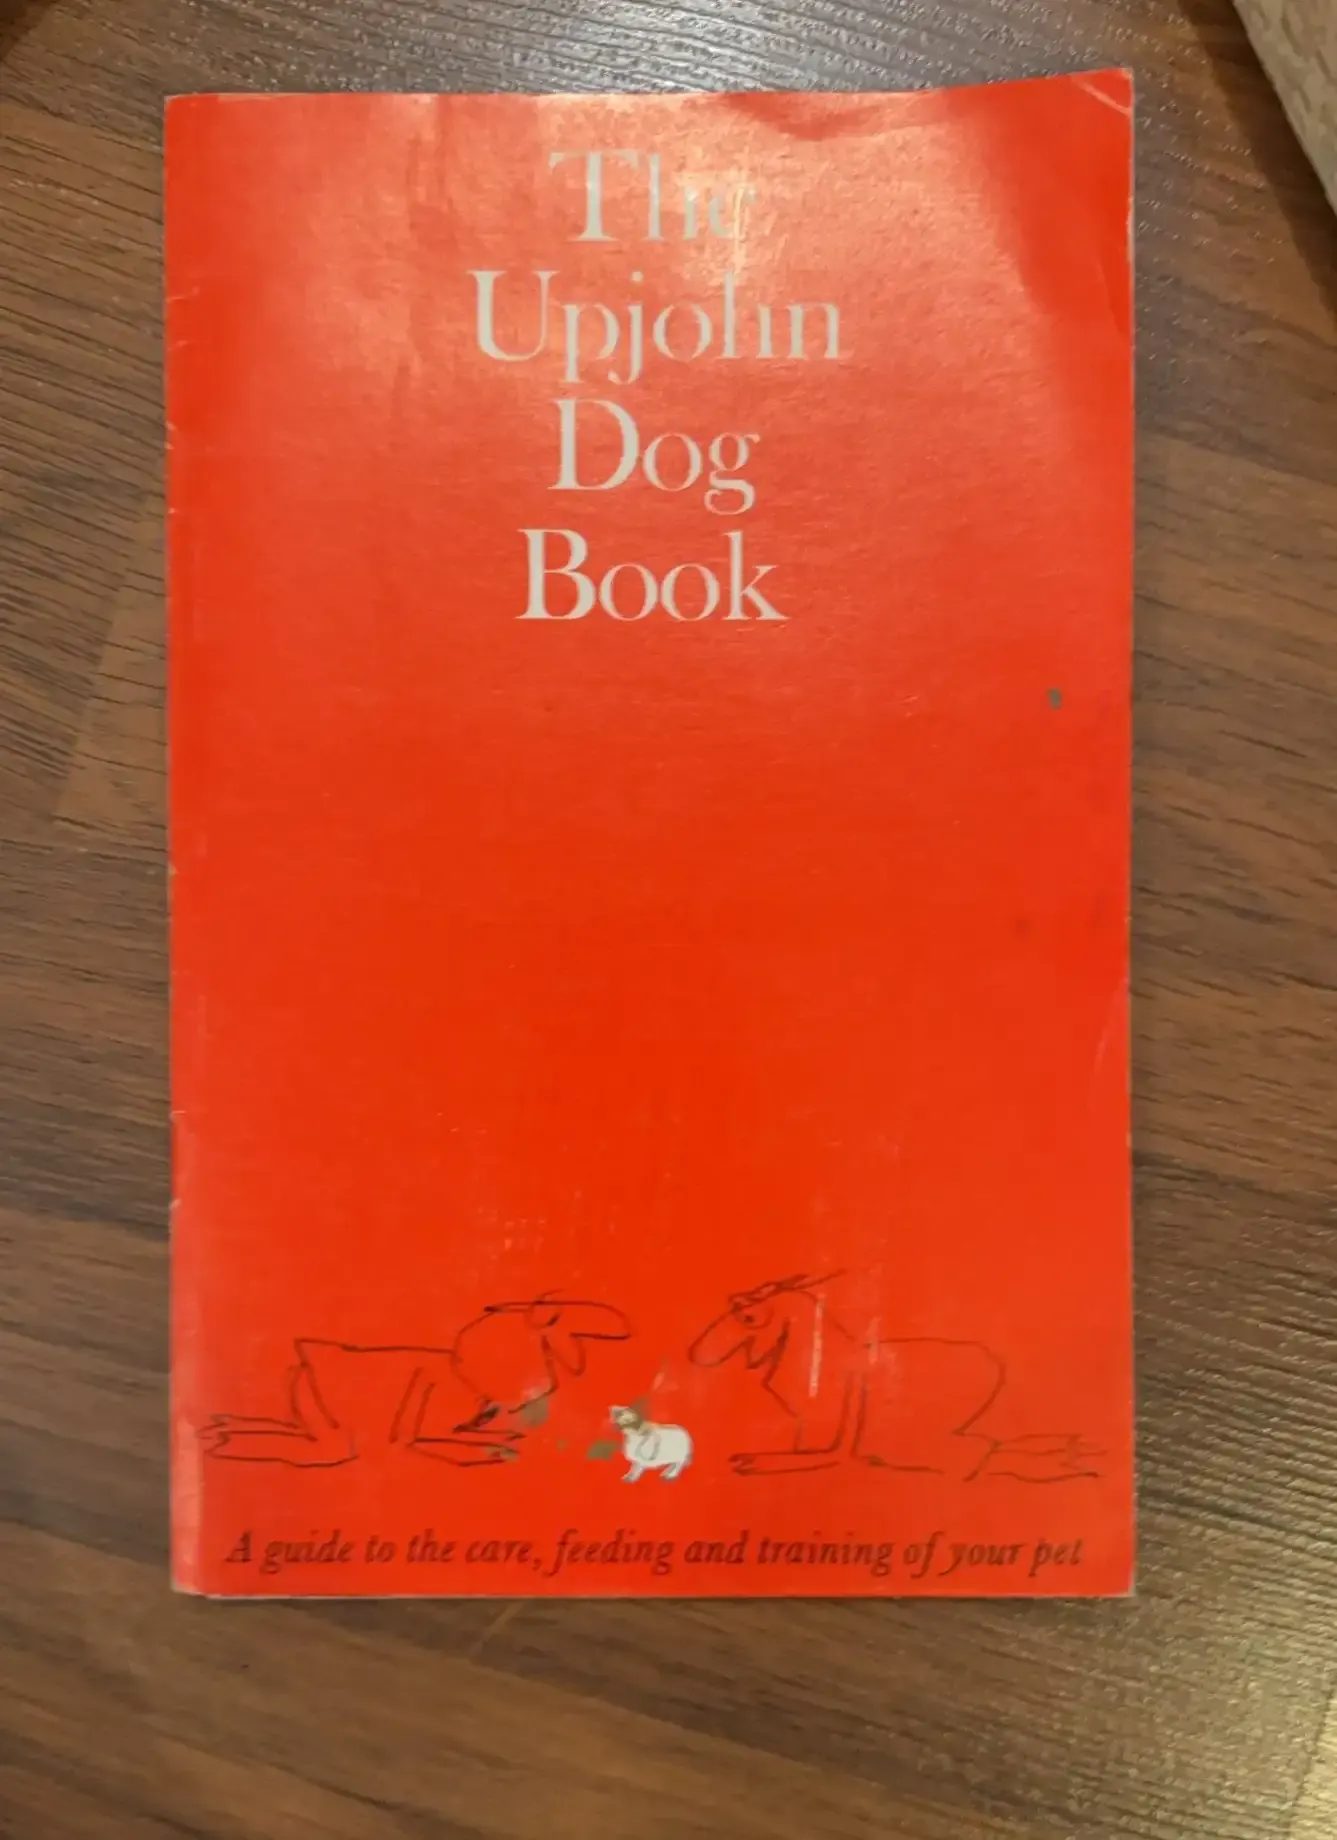 The
Upjohn
Dog
Book
A guide to the care, feeding and training of your pet